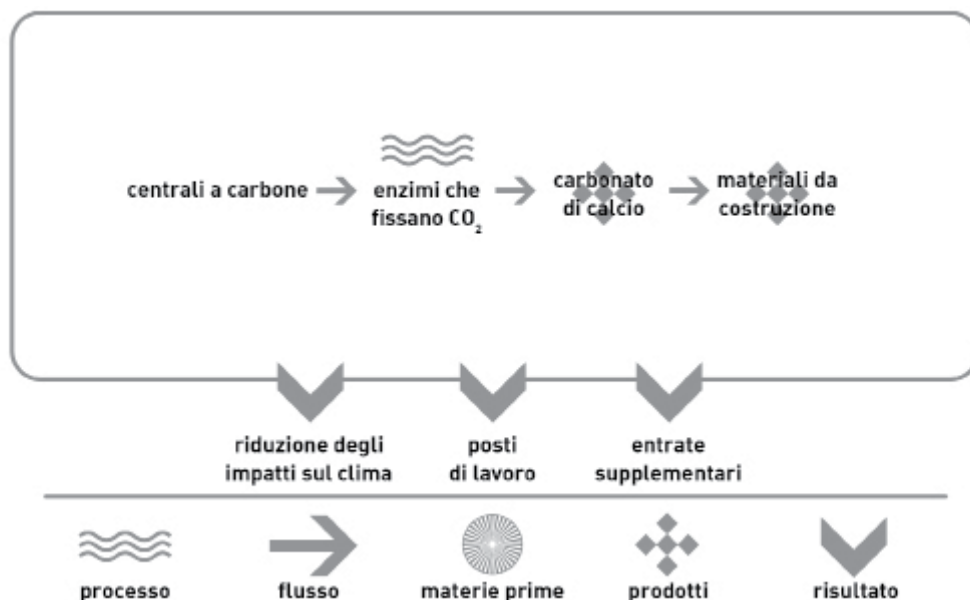 centrali a carbone
enzimi che
fissano CO₂
carbonato
di calcio
materiali da
costruzione
riduzione degli
impatti sul clima
posti
di lavoro
entrate
supplementari
processo
flusso
materie prime
prodotti
risultato